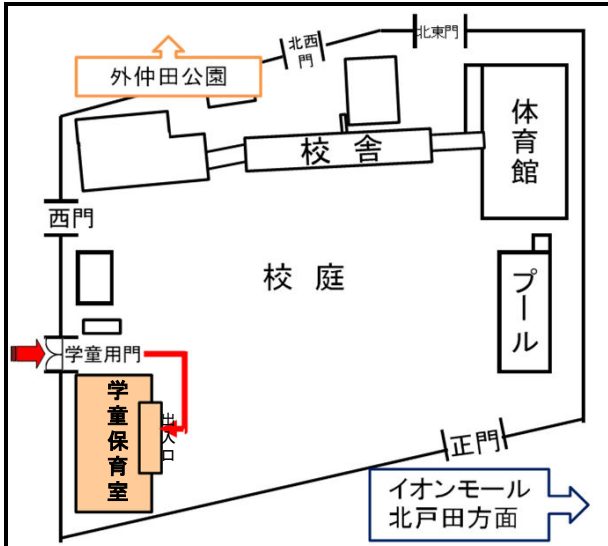 北西
門
北東門
外仲田公園
校舎
体育館
西門
校庭
プール
学童用門
学童保育室
出入口
正門
イオンモール
北戸田方面